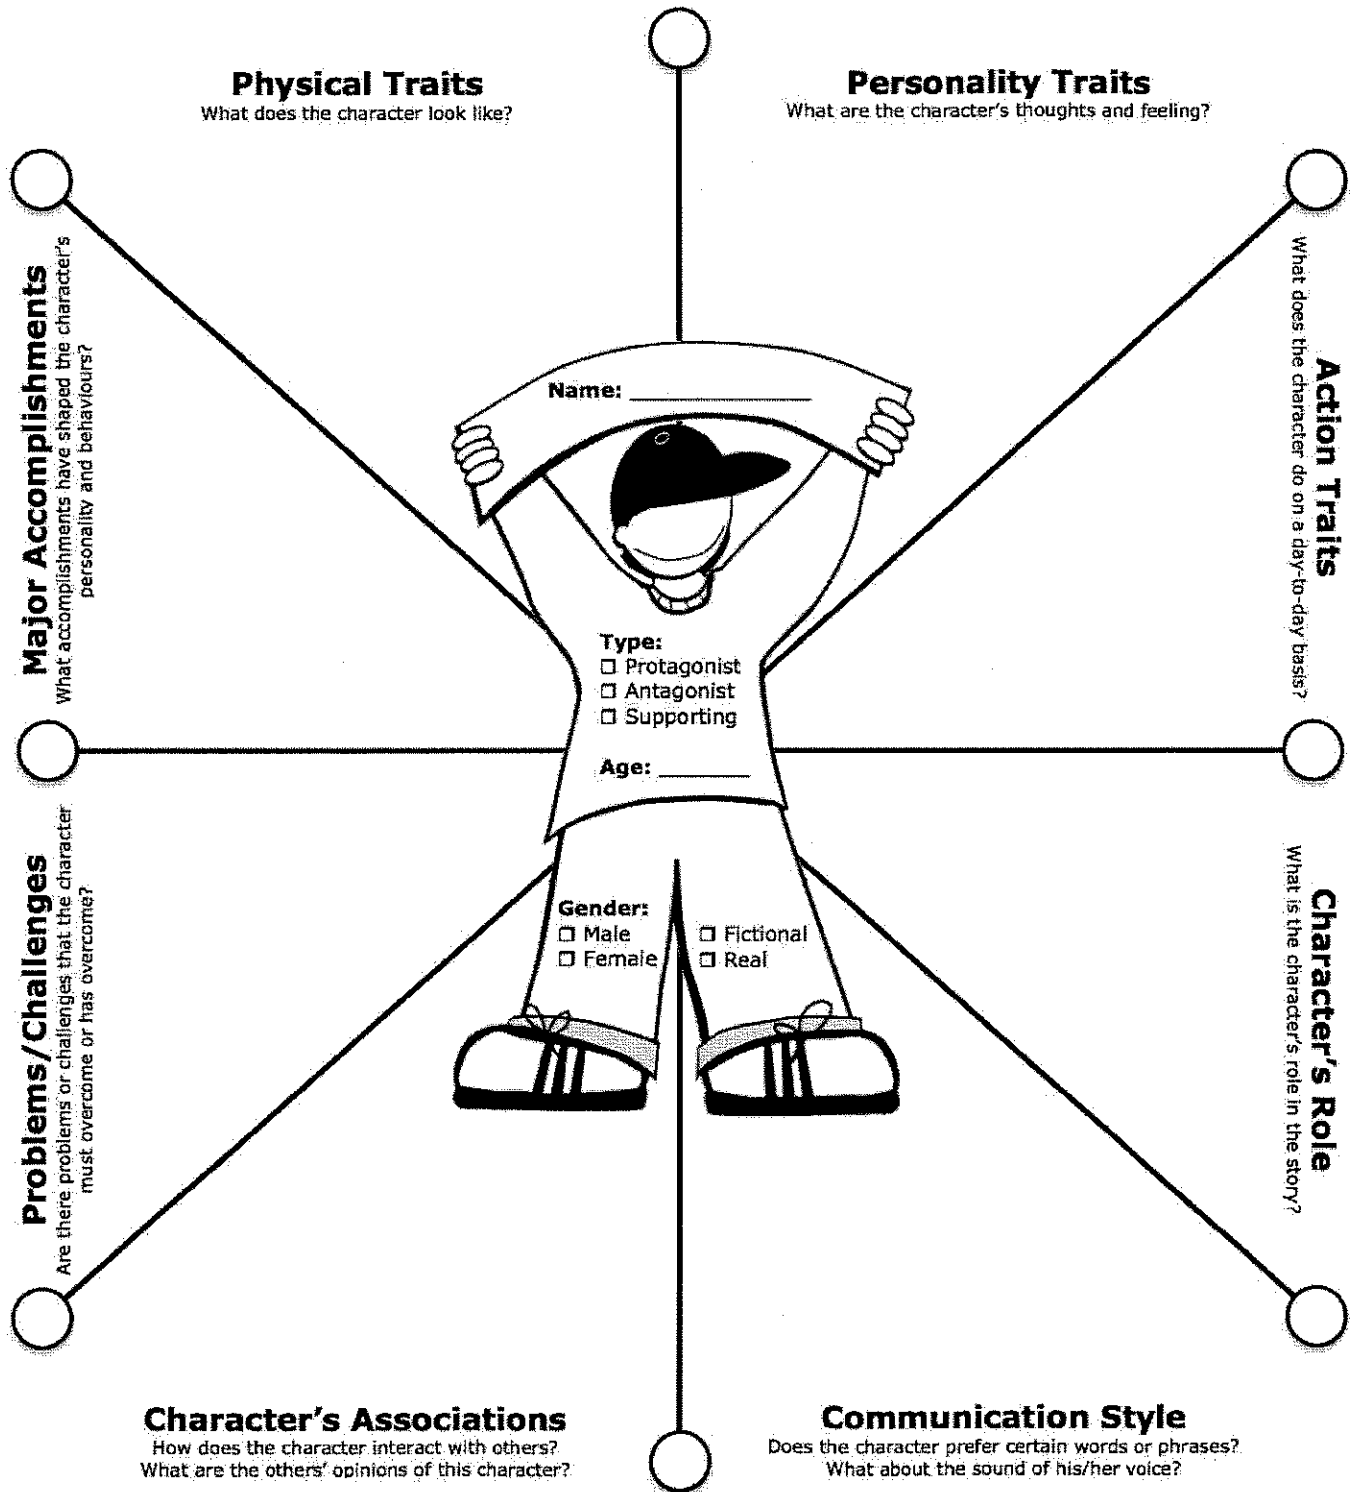 Physical Traits
What does the character look like?
Personality Traits
What are the character's thoughts and feeling?
Major Accomplishments
What accomplishments have shaped the character's
personality and behaviours?
Action Traits
What does the character do on a day-to-day basis?
Name:
Type:
Protagonist
Antagonist
Supporting
Age:
Gender:
Male
Female
Fictional
Real
Problems/Challenges
Are there problems or challenges that the character
must overcome or has overcome?
Character's Role
What is the character's role in the story?
Character's Associations
How does the character interact with others?
What are the others' opinions of this character?
Communication Style
Does the character prefer certain words or phrases?
What about the sound of his/her voice?